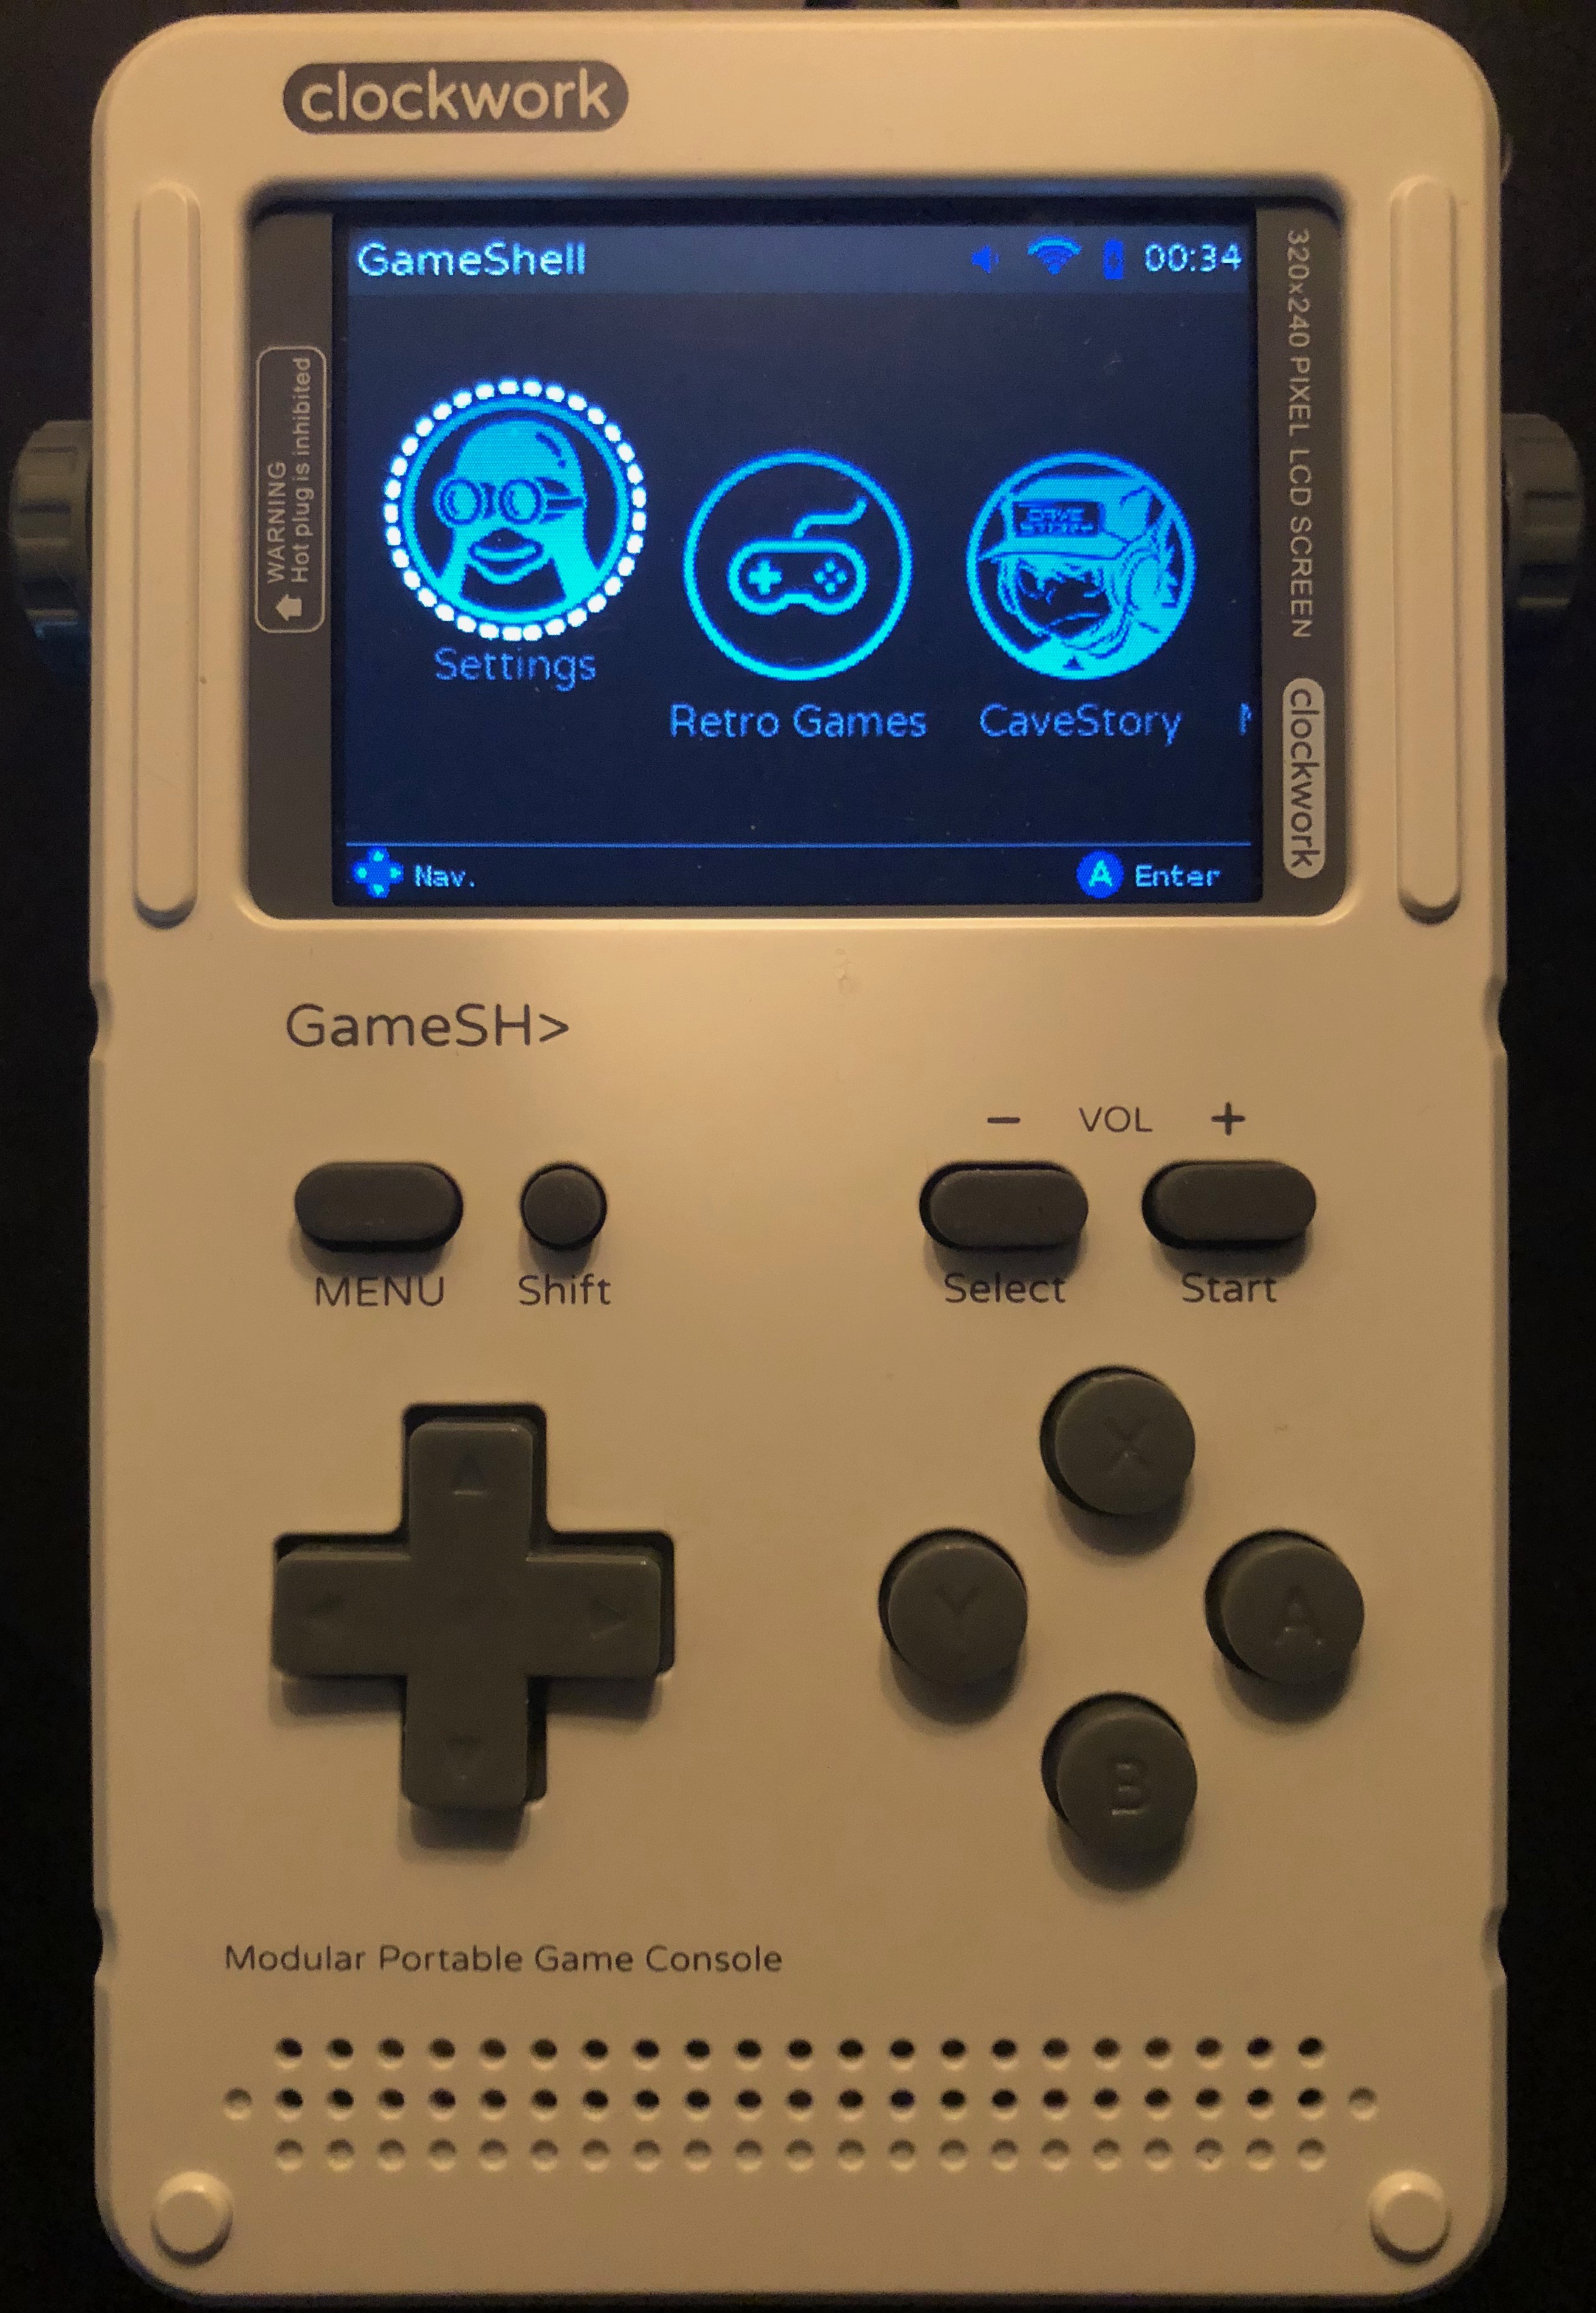 clockwork
GameShell 00:34
WARNING
Hot plug is inhibited
320x240 PIXEL LCD SCREEN clockwork
Settings
Retro Games CaveStory
Nav. A Enter
GameSH>
− VOL +
MENU Shift Select Start
X
Y A
B
Modular Portable Game Console